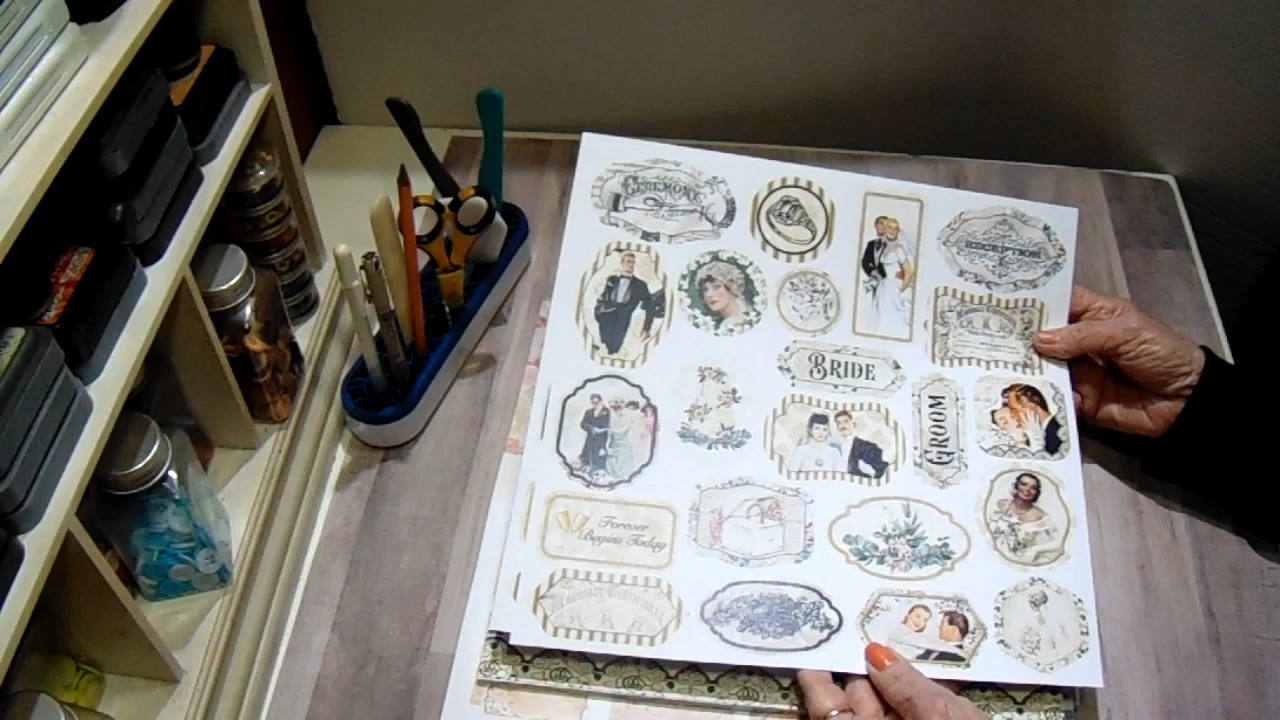 CEREMONY
RECEPTION
BRIDE
GROOM
Forever
Begins Today